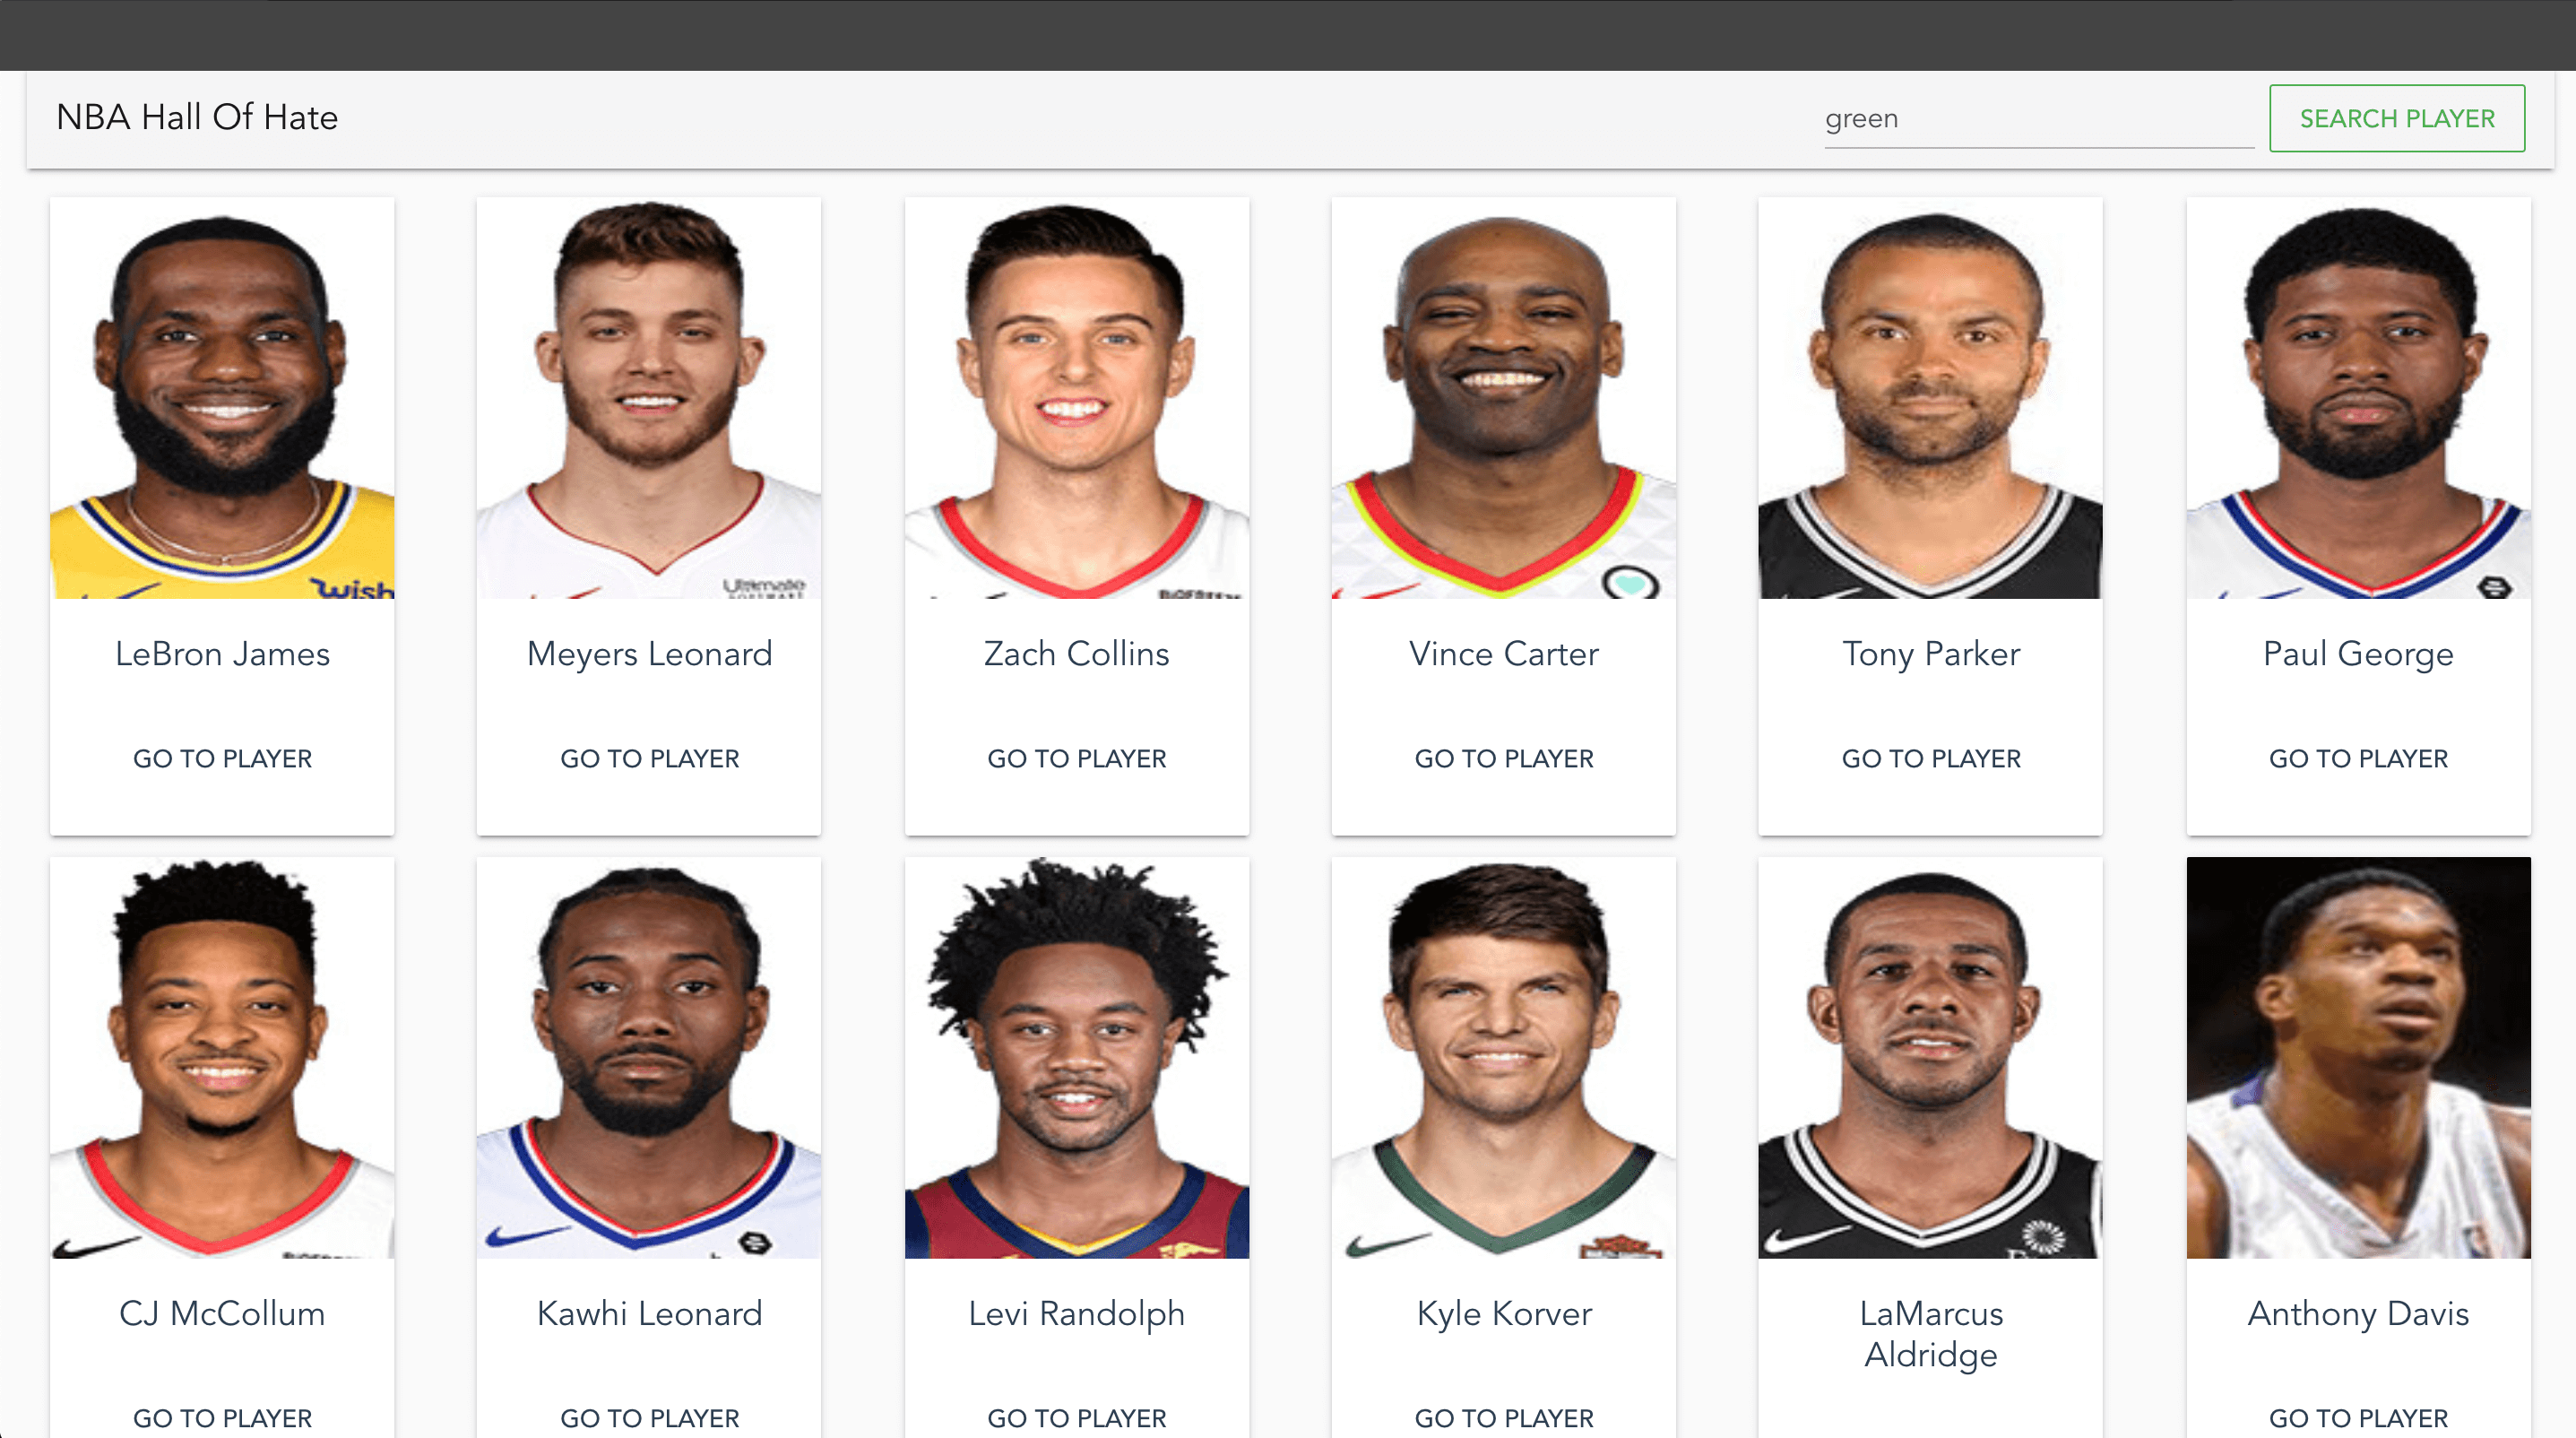 NBA Hall Of Hate
green
SEARCH PLAYER
wish
Ultimate
LeBron James
Meyers Leonard
Zach Collins
Vince Carter
Tony Parker
Paul George
GO TO PLAYER
GO TO PLAYER
GO TO PLAYER
GO TO PLAYER
GO TO PLAYER
GO TO PLAYER
CJ McCollum
Kawhi Leonard
Levi Randolph
Kyle Korver
LaMarcus
Aldridge
Anthony Davis
GO TO PLAYER
GO TO PLAYER
GO TO PLAYER
GO TO PLAYER
GO TO PLAYER